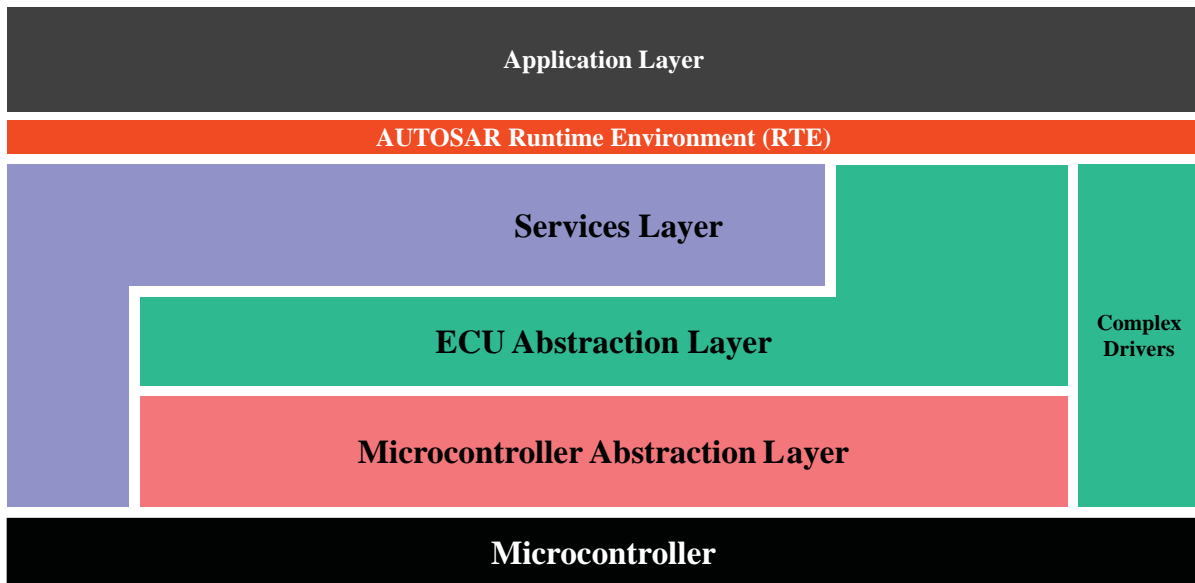 Application Layer
AUTOSAR Runtime Environment (RTE)
Services Layer
ECU Abstraction Layer
Complex
Drivers
Microcontroller Abstraction Layer
Microcontroller